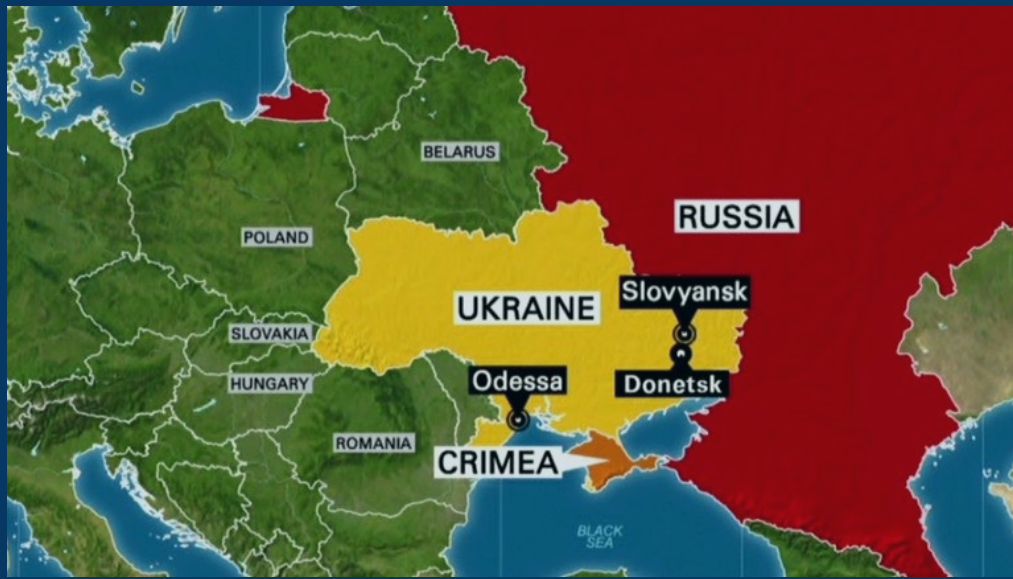 BELARUS
RUSSIA
POLAND
Slovyansk
UKRAINE
SLOVAKIA
HUNGARY
Odessa
Donetsk
ROMANIA
CRIMEA
BLACK
SEA